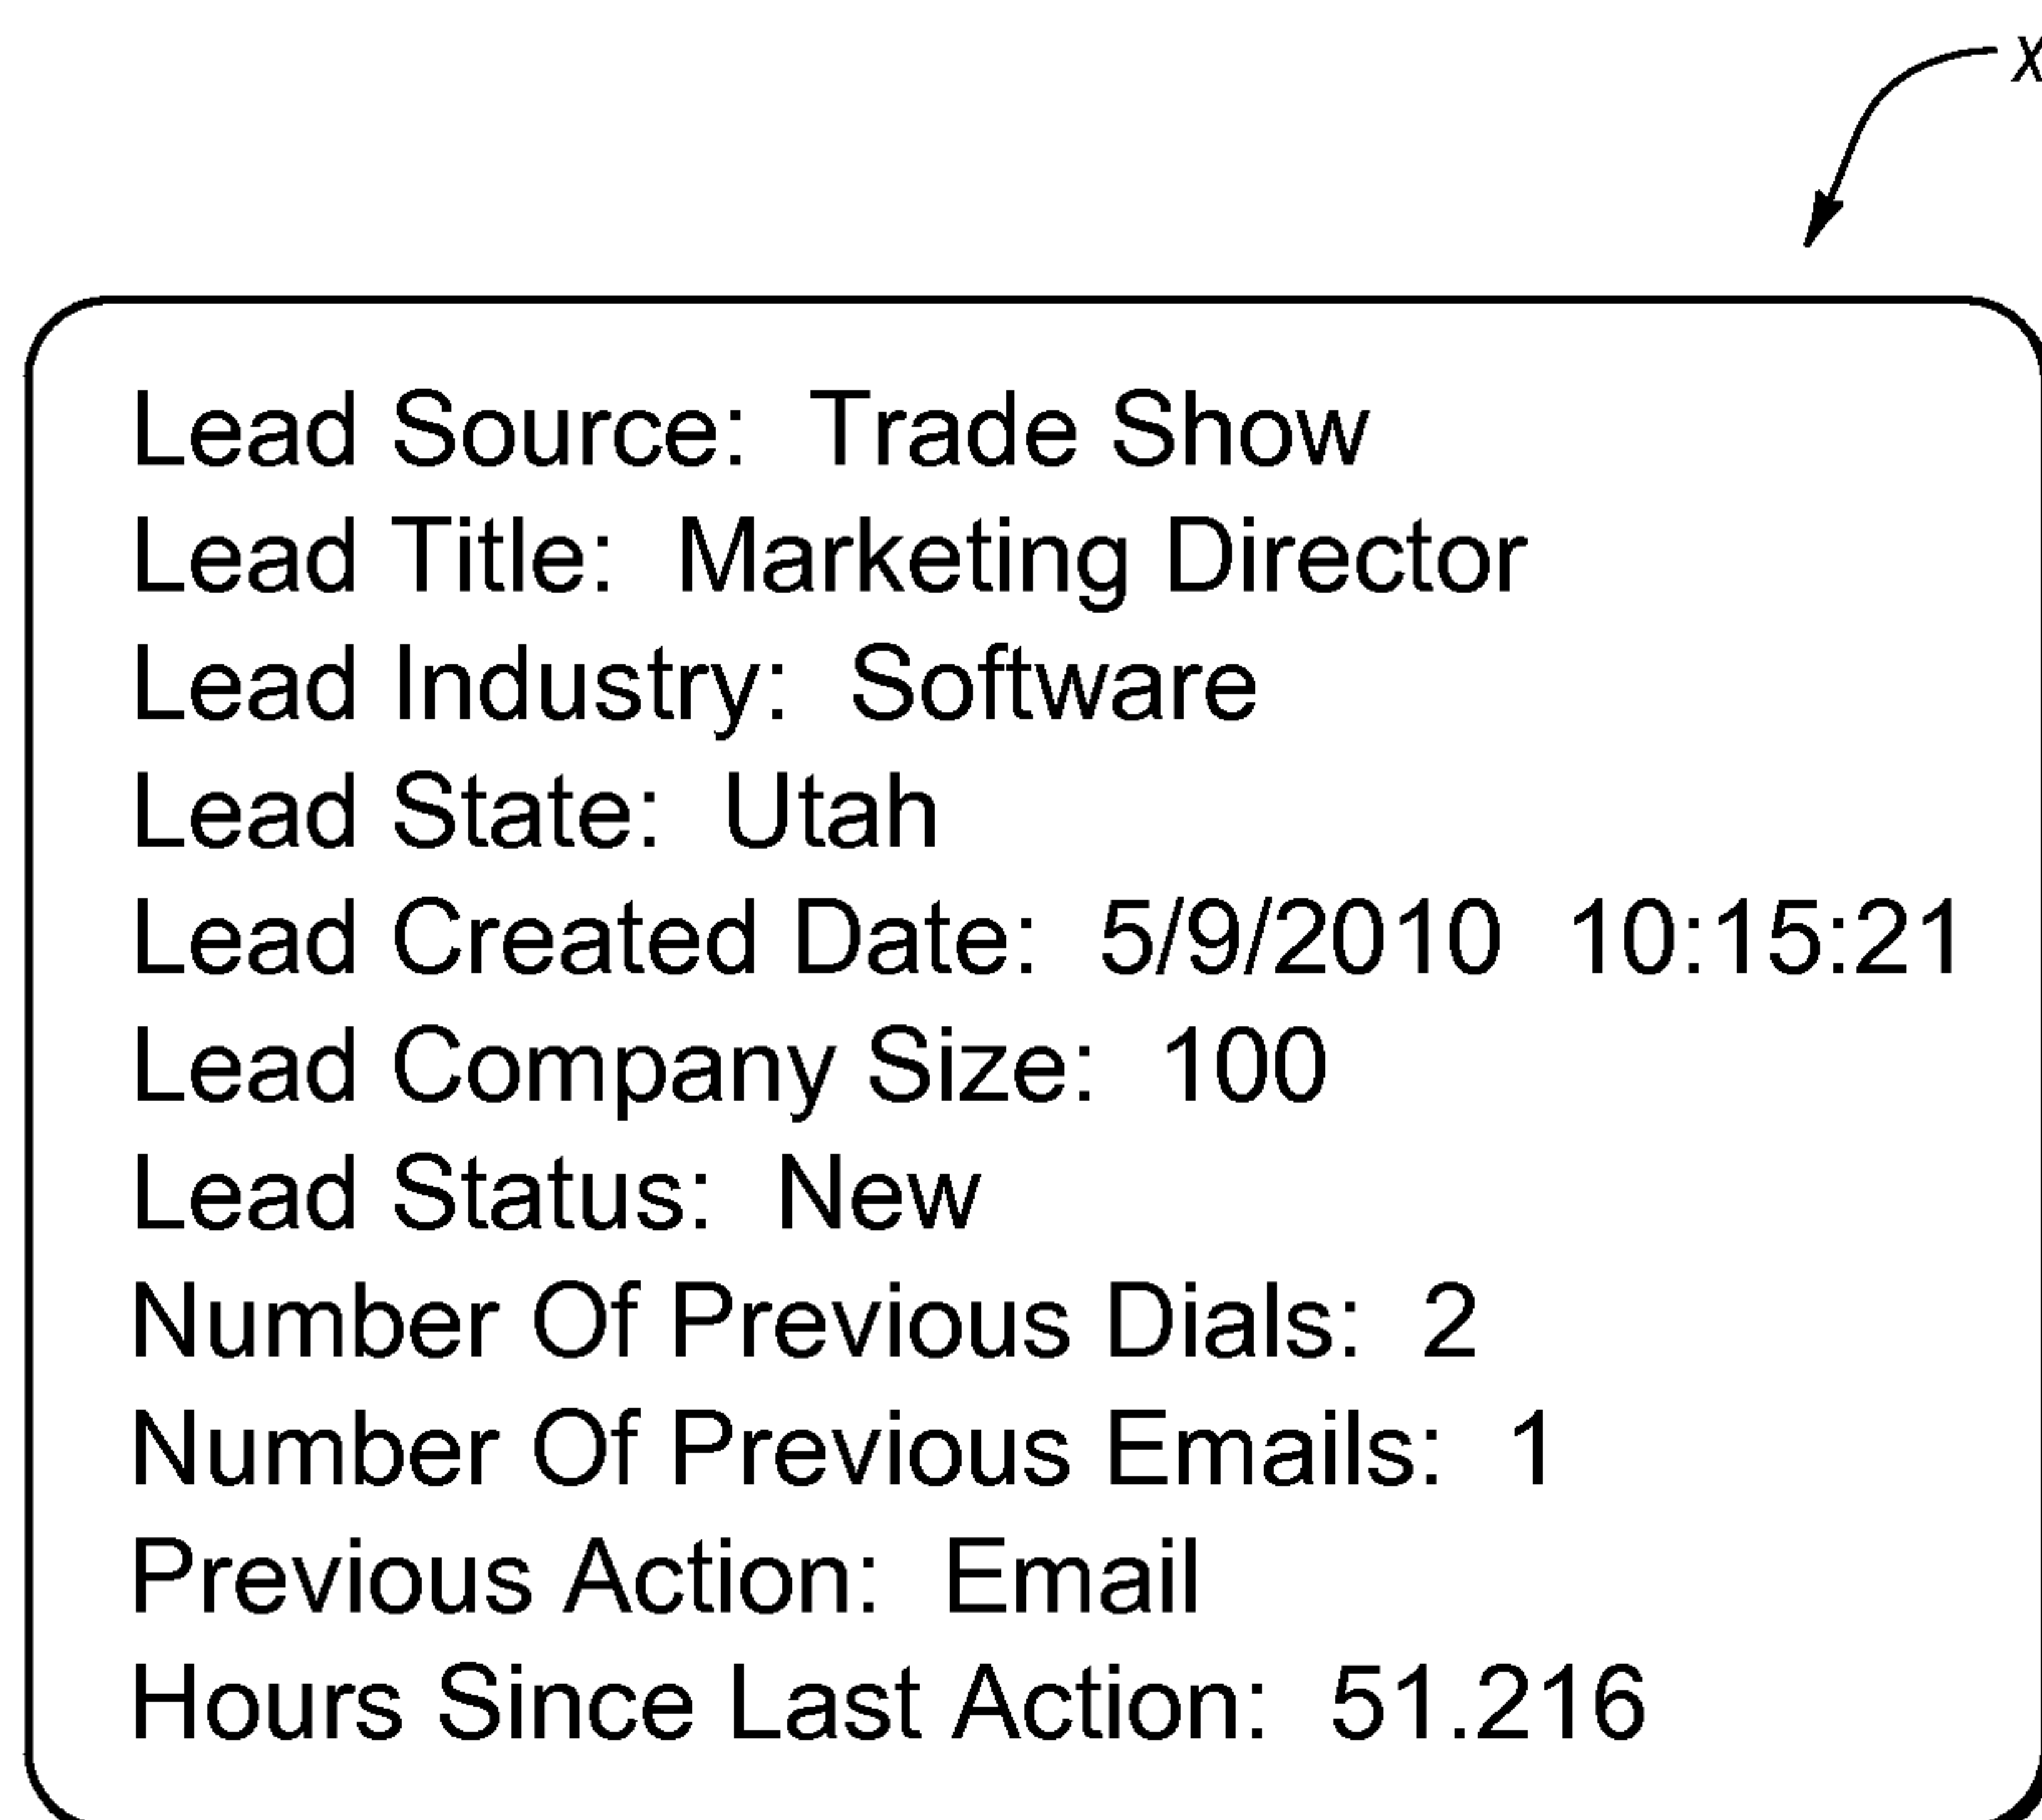 x
Lead Source: Trade Show
Lead Title: Marketing Director
Lead Industry: Software
Lead State: Utah
Lead Created Date: 5/9/2010 10:15:21
Lead Company Size: 100
Lead Status: New
Number Of Previous Dials: 2
Number Of Previous Emails: 1
Previous Action: Email
Hours Since Last Action: 51.216